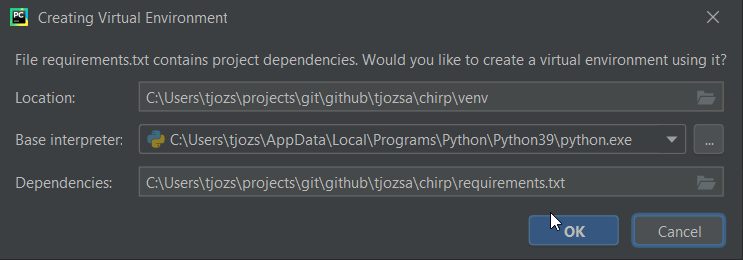 PC
Creating Virtual Environment
File requirements.txt contains project dependencies. Would you like to create a virtual environment using it?
Location: C:\Users\tjozs\projects\git\github\tjozsa\chirp\venv
Base interpreter: C:\Users\tjozs\AppData\Local\Programs\Python\Python39\python.exe ...
Dependencies: C:\Users\tjozs\projects\git\github\tjozsa\chirp\requirements.txt
OK Cancel